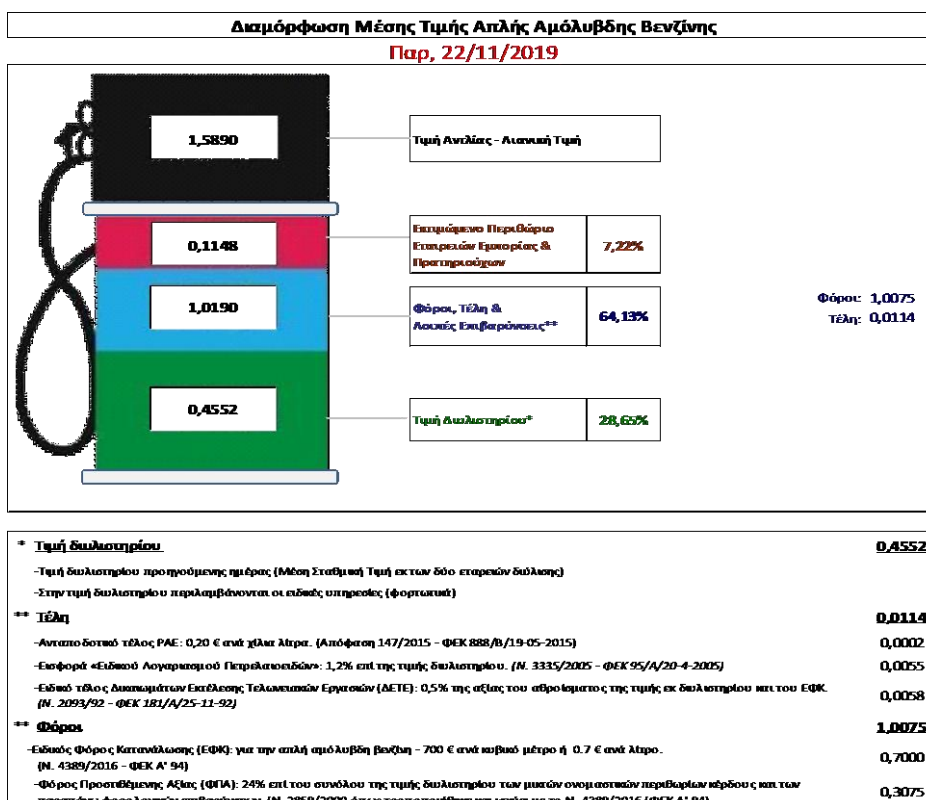 Διαμόρφωση Μέσης Τιμής Απλής Αμόλυβδης Βενζίνης
Παρ, 22/11/2019
1,5890
Τιμή Αντλίας - Λιανική Τιμή
0,1148
Εκτιμώμενο Περιθώριο
Εταιρειών Εμπορίας &
Πρατηριούχων
7,22%
1,0190
Φόροι, Τέλη &
Λοιπές Επιβαρύνσεις**
64,13%
Φόροι: 1,0075
Τέλη: 0,0114
0,4552
Τιμή Διυλιστηρίου*
28,65%
* Τιμή διυλιστηρίου 0,4552
-Τιμή διυλιστηρίου προηγούμενης ημέρας (Μέση Σταθμική Τιμή εκ των δύο εταρειών διύλισης)
-Στην τιμή διυλιστηρίου περιλαμβάνονται οι ειδικές υπηρεσίες (φορτωτικά)
** Τέλη 0,0114
-Ανταποδοτικό τέλος ΡΑΕ: 0,20 € ανά χίλια λίτρα. (Απόφαση 147/2015 - ΦΕΚ 888/Β/19-05-2015) 0,0002
-Εισφορά «Ειδικού Λογαριασμού Πετρελαιοειδών»: 1,2% επί της τιμής διυλιστηρίου. (Ν. 3335/2005 - ΦΕΚ 95/Α/20-4-2005) 0,0055
-Ειδικό τέλος Δικαιωμάτων Εκτέλεσης Τελωνειακών Εργασιών (ΔΕΤΕ): 0,5% της αξίας του αθροίσματος της τιμής εκ διυλιστηρίου και του ΕΦΚ.
(Ν. 2093/92 - ΦΕΚ 181/Α/25-11-92) 0,0058
** Φόροι 1,0075
-Ειδικός Φόρος Κατανάλωσης (ΕΦΚ): για την απλή αμόλυβδη βενζίνη - 700 € ανά κυβικό μέτρο ή 0.7 € ανά λίτρο.
(Ν. 4389/2016 - ΦΕΚ Α' 94) 0,7000
-Φόρος Προστιθέμενης Αξίας (ΦΠΑ): 24% επί του συνόλου της τιμής διυλιστηρίου των μικτών ονομαστικών περιθωρίων κέρδους και των 0,3075